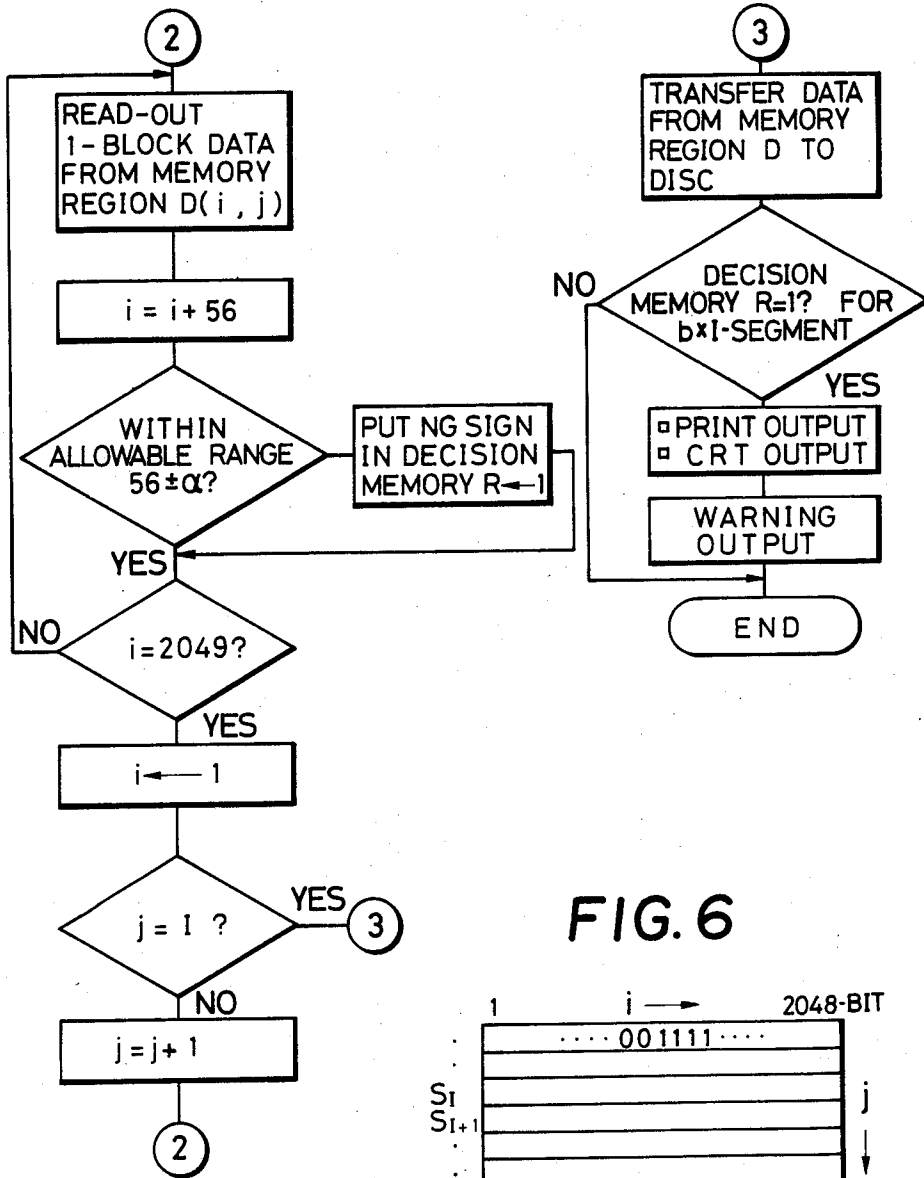 2
READ-OUT
1-BLOCK DATA
FROM MEMORY
REGION D(i,j)
i = i + 56
WITHIN
ALLOWABLE RANGE
56±α?
PUT NG SIGN
IN DECISION
MEMORY R←1
YES
NO
i=2049?
YES
i ← 1
j = I ?
YES
3
NO
j=j+1
2
3
TRANSFER DATA
FROM MEMORY
REGION D TO
DISC
NO
DECISION
MEMORY R=1? FOR
b×I-SEGMENT
YES
▫ PRINT OUTPUT
▫ CRT OUTPUT
WARNING
OUTPUT
END
FIG. 6
1 i → 2048-BIT
····001111····
SI
SI+1
j
↓